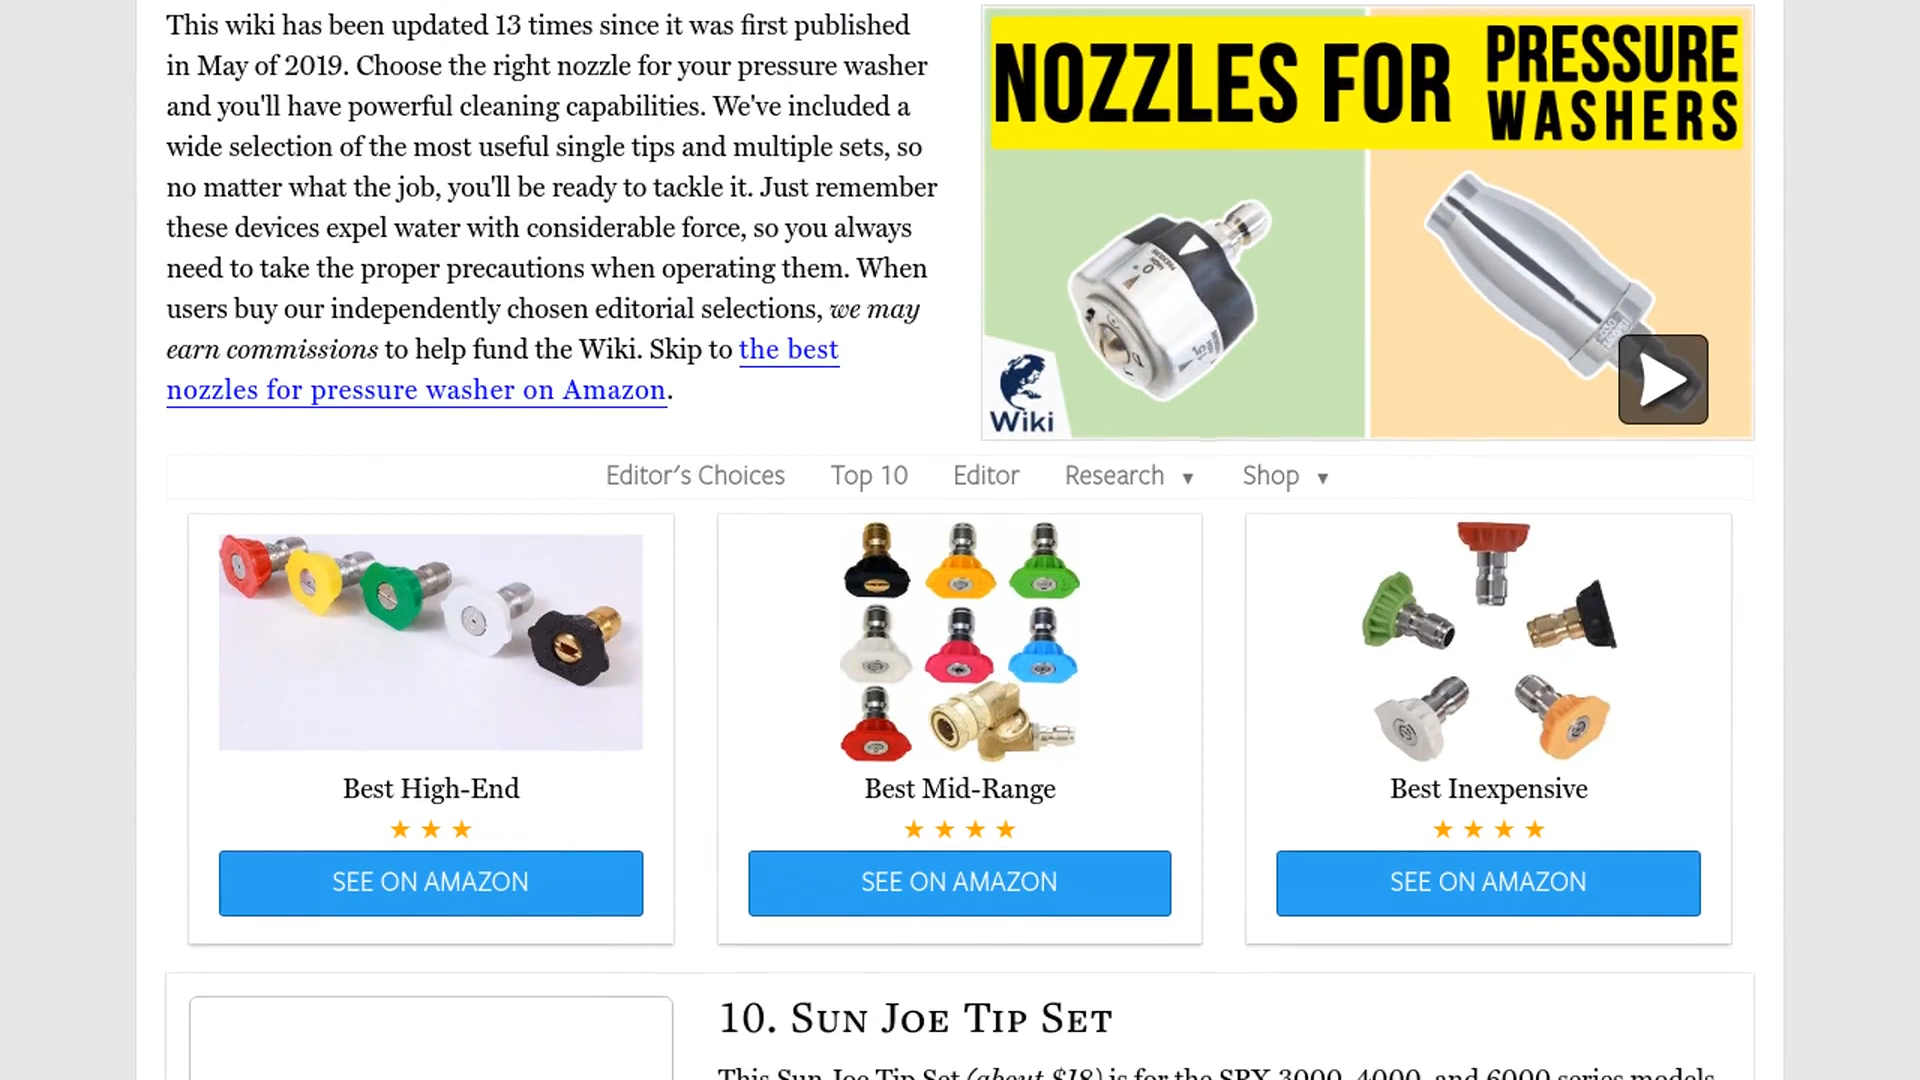 This wiki has been updated 13 times since it was first published
in May of 2019. Choose the right nozzle for your pressure washer
and you'll have powerful cleaning capabilities. We've included a
wide selection of the most useful single tips and multiple sets, so
no matter what the job, you'll be ready to tackle it. Just remember
these devices expel water with considerable force, so you always
need to take the proper precautions when operating them. When
users buy our independently chosen editorial selections, we may
earn commissions to help fund the Wiki. Skip to the best
nozzles for pressure washer on Amazon.
NOZZLES FOR PRESSURE
WASHERS
Wiki
Editor's Choices Top 10 Editor Research ▼ Shop ▼
Best High-End
★ ★ ★
SEE ON AMAZON
Best Mid-Range
★ ★ ★ ★
SEE ON AMAZON
Best Inexpensive
★ ★ ★ ★
SEE ON AMAZON
10. Sun Joe Tip Set
This Sun Joe Tip Set (about $18) is for the SPX 3000, 4000, and 6000 series models